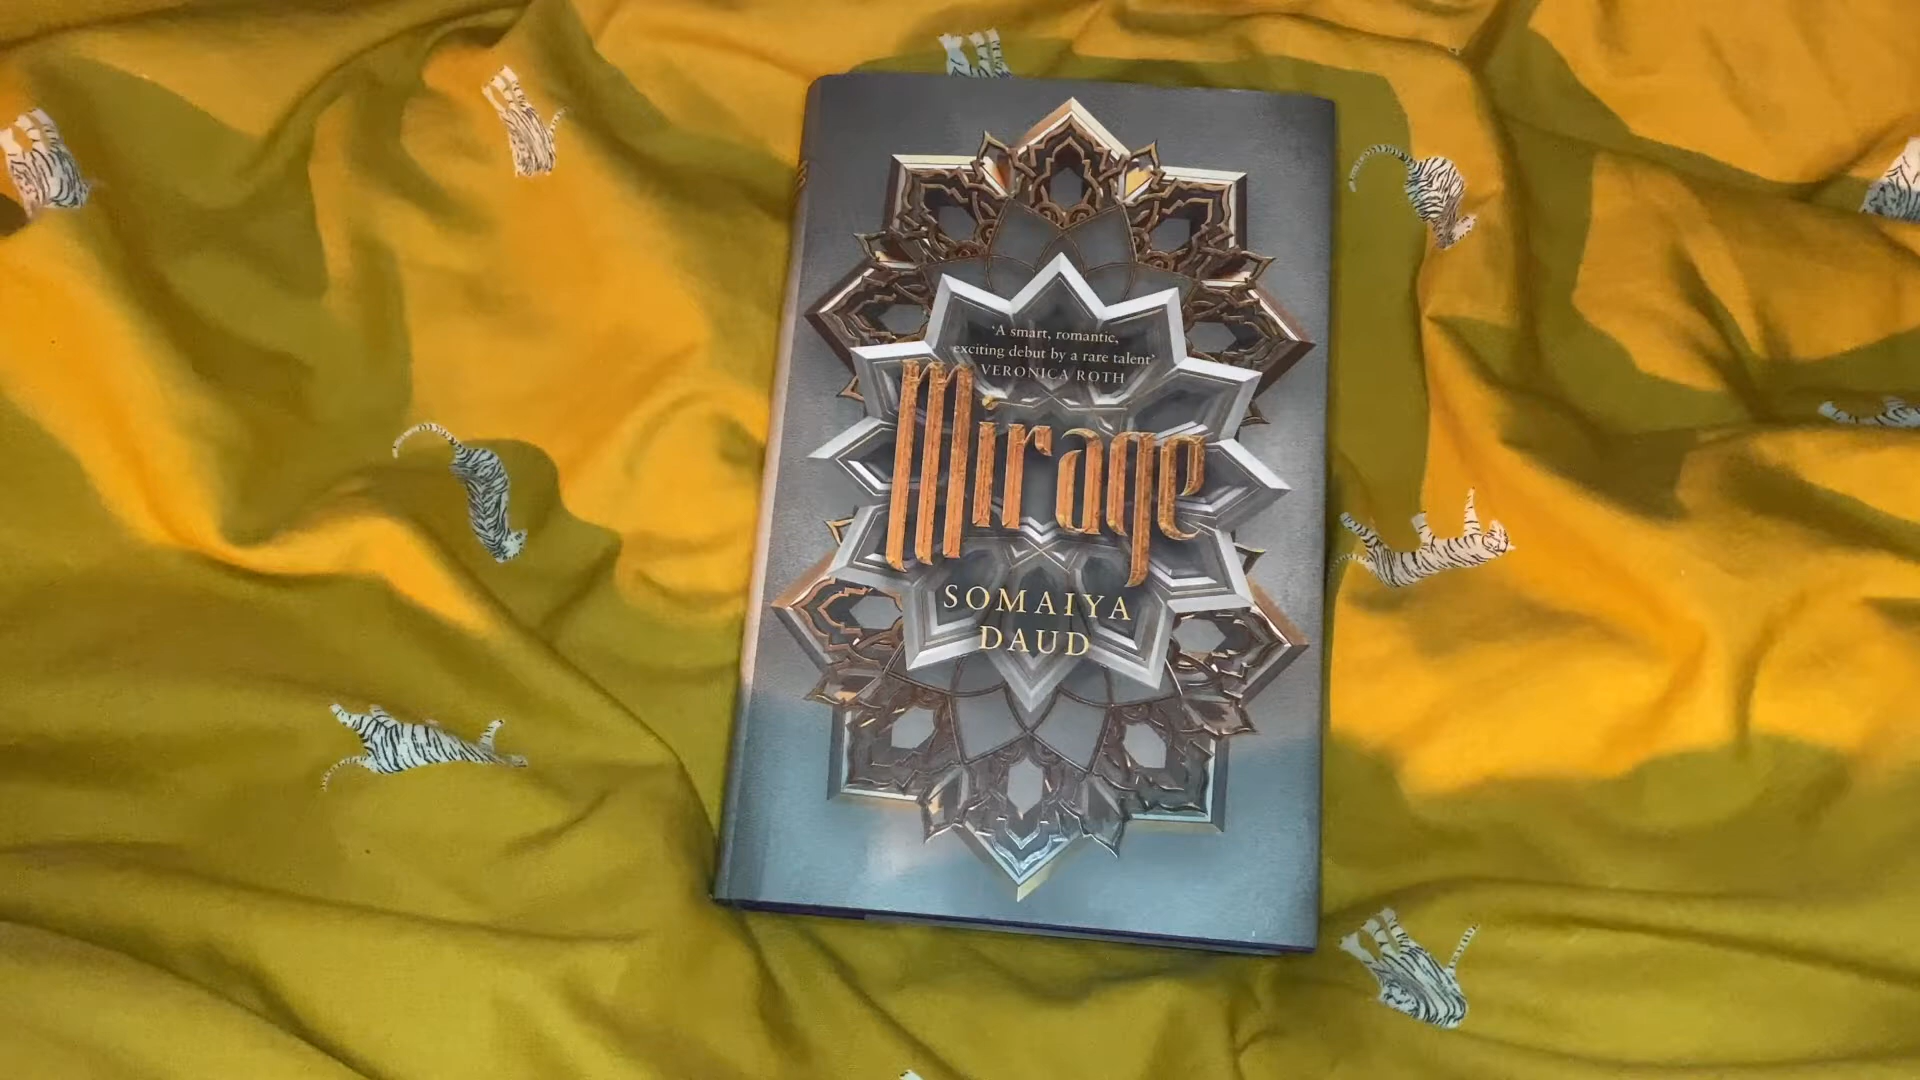 'A smart, romantic,
exciting debut by a rare talent'
VERONICA ROTH
Mirage
SOMAIYA
DAUD